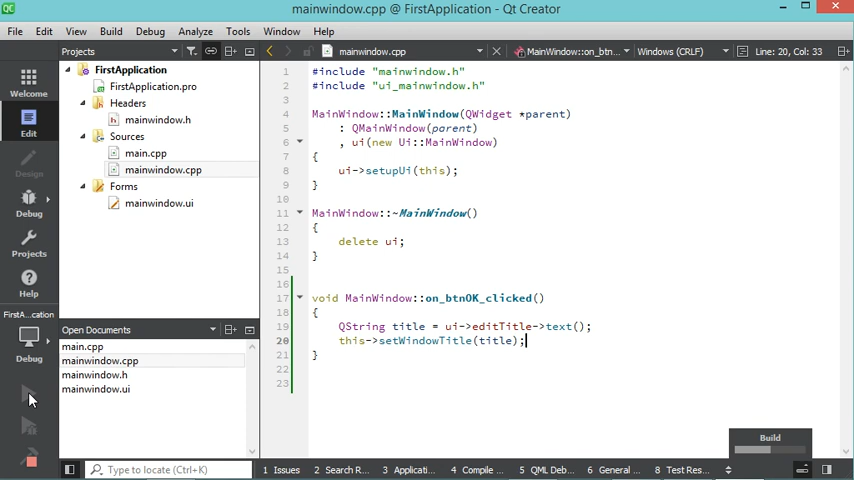 QC
mainwindow.cpp @ FirstApplication - Qt Creator
File Edit View Build Debug Analyze Tools Window Help
Projects
mainwindow.cpp
MainWindow::on_btn...
Windows (CRLF)
Line: 20, Col: 33
Welcome
Edit
Design
Debug
Projects
Help
FirstA...cation
Debug
FirstApplication
FirstApplication.pro
Headers
mainwindow.h
Sources
main.cpp
mainwindow.cpp
Forms
mainwindow.ui
Open Documents
main.cpp
mainwindow.cpp
mainwindow.h
mainwindow.ui
1 #include "mainwindow.h"
2 #include "ui_mainwindow.h"
3
4 MainWindow::MainWindow(QWidget *parent)
5 : QMainWindow(parent)
6 , ui(new Ui::MainWindow)
7 {
8 ui->setupUi(this);
9 }
10
11 MainWindow::~MainWindow()
12 {
13 delete ui;
14 }
15
16
17 void MainWindow::on_btnOK_clicked()
18 {
19 QString title = ui->editTitle->text();
20 this->setWindowTitle(title);
21 }
22
23
Build
Type to locate (Ctrl+K)
1 Issues 2 Search R... 3 Applicati... 4 Compile ... 5 QML Deb... 6 General ... 8 Test Res...